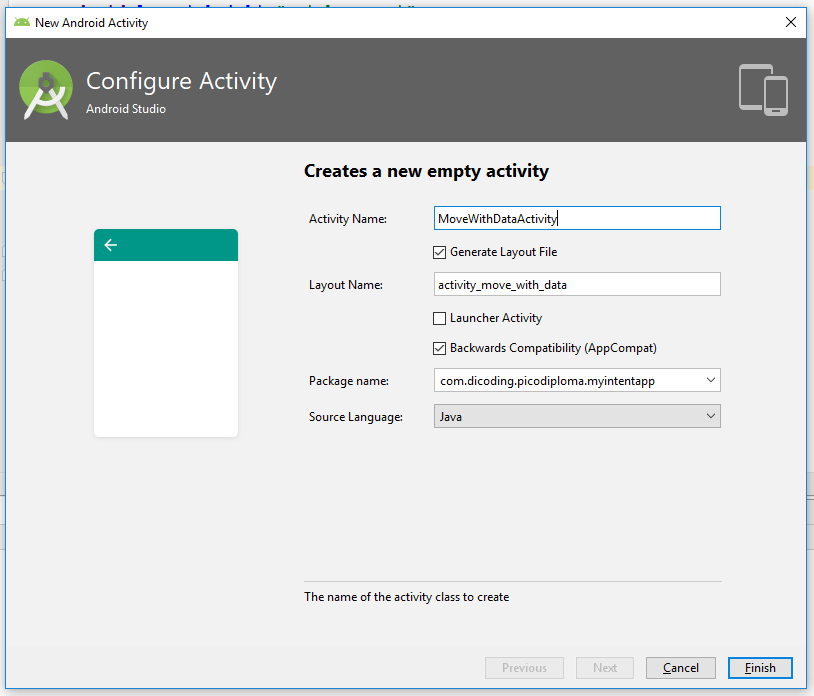 New Android Activity
Configure Activity
Android Studio
Creates a new empty activity
Activity Name: MoveWithDataActivity
Generate Layout File
Layout Name: activity_move_with_data
Launcher Activity
Backwards Compatibility (AppCompat)
Package name: com.dicoding.picodiploma.myintentapp
Source Language: Java
The name of the activity class to create
Previous Next Cancel Finish